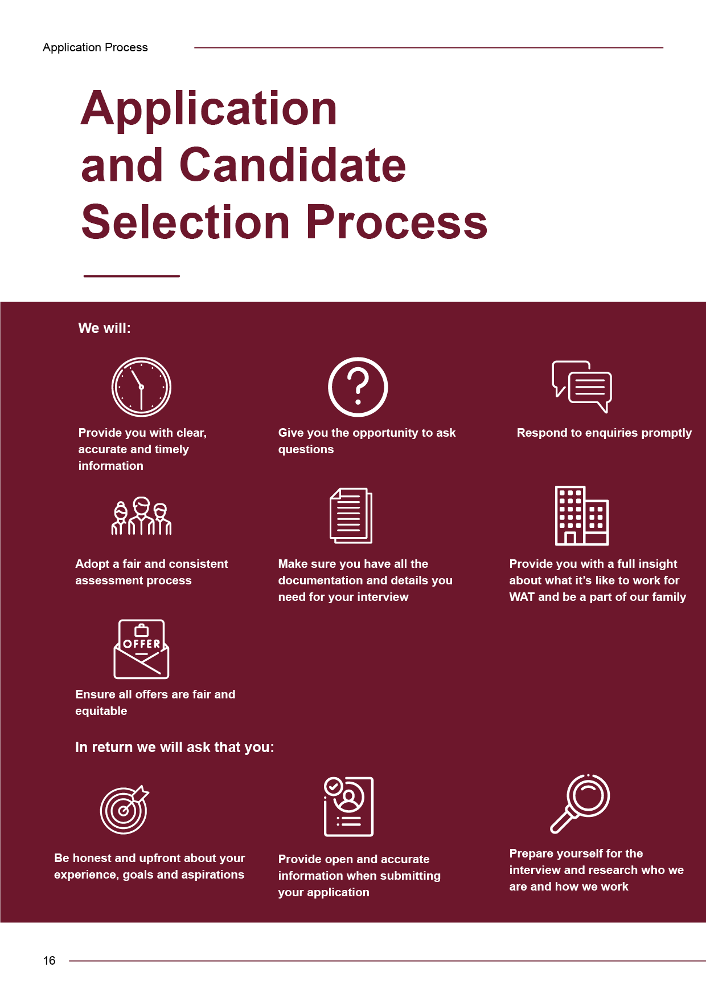 Application Process
Application
and Candidate
Selection Process
We will:
Provide you with clear,
accurate and timely
information
Give you the opportunity to ask
questions
Respond to enquiries promptly
Adopt a fair and consistent
assessment process
Make sure you have all the
documentation and details you
need for your interview
Provide you with a full insight
about what it’s like to work for
WAT and be a part of our family
OFFER
Ensure all offers are fair and
equitable
In return we will ask that you:
Be honest and upfront about your
experience, goals and aspirations
Provide open and accurate
information when submitting
your application
Prepare yourself for the
interview and research who we
are and how we work
16